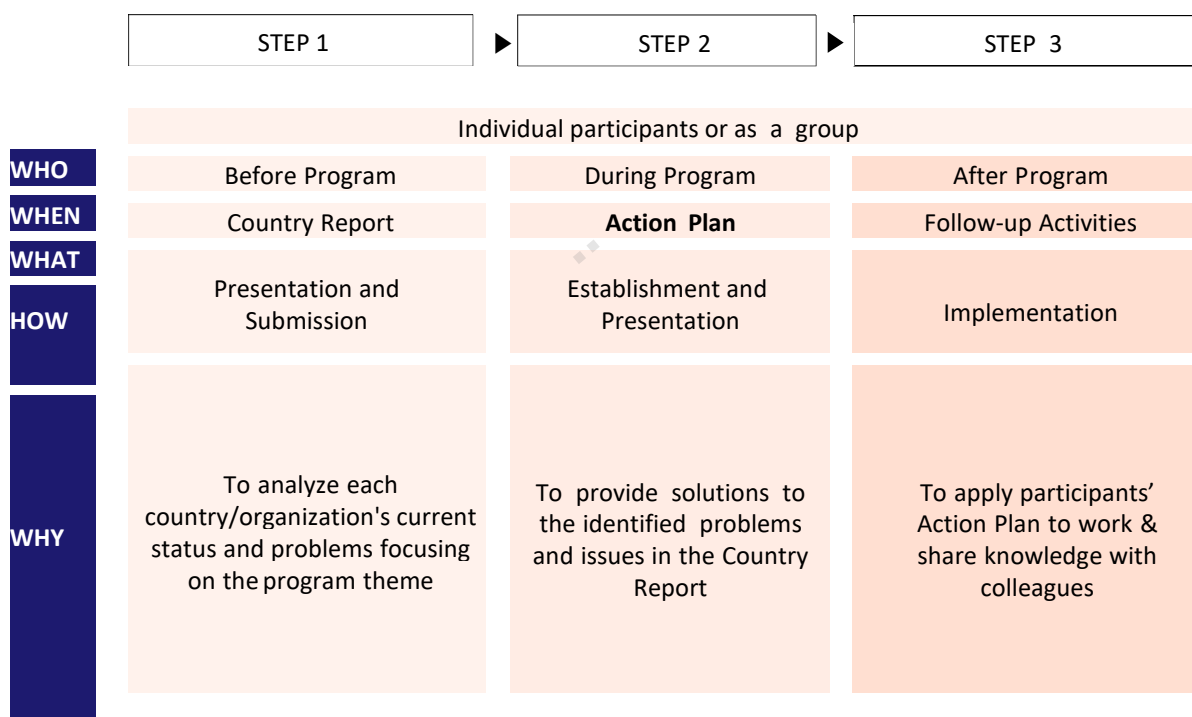 STEP 1
STEP 2
STEP 3
Individual participants or as a group
WHO
Before Program
During Program
After Program
WHEN
Country Report
Action Plan
Follow-up Activities
WHAT
HOW
Presentation and
Submission
Establishment and
Presentation
Implementation
WHY
To analyze each
country/organization's current
status and problems focusing
on the program theme
To provide solutions to
the identified problems
and issues in the Country
Report
To apply participants’
Action Plan to work &
share knowledge with
colleagues